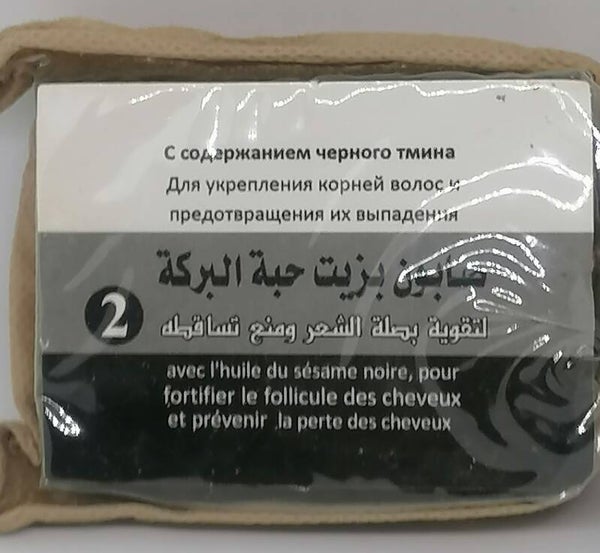 С содержанием черного тмина
Для укрепления корней волос и
предотвращения их выпадения
صابون بزيت حبة البركة
2
لتقوية بصلة الشعر ومنع تساقطه
avec l'huile du sésame noire, pour
fortifier le follicule des cheveux
et prévenir la perte des cheveux